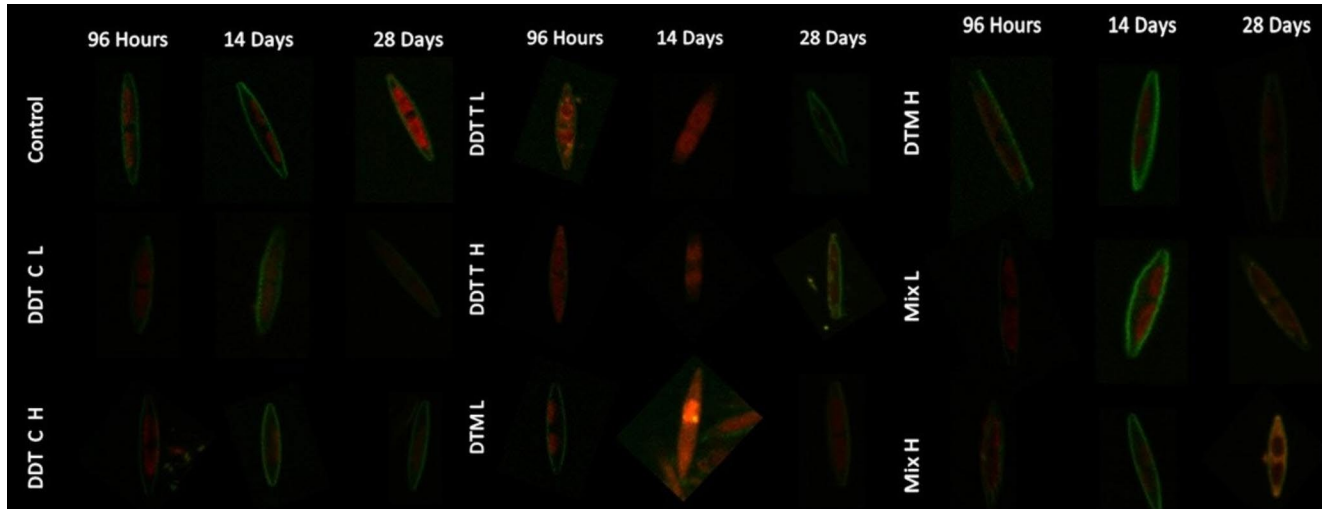 96 Hours 14 Days 28 Days
Control
DDT C L
DDT C H
96 Hours 14 Days 28 Days
DDT T L
DDT T H
DTM L
96 Hours 14 Days 28 Days
DTM H
Mix L
Mix H